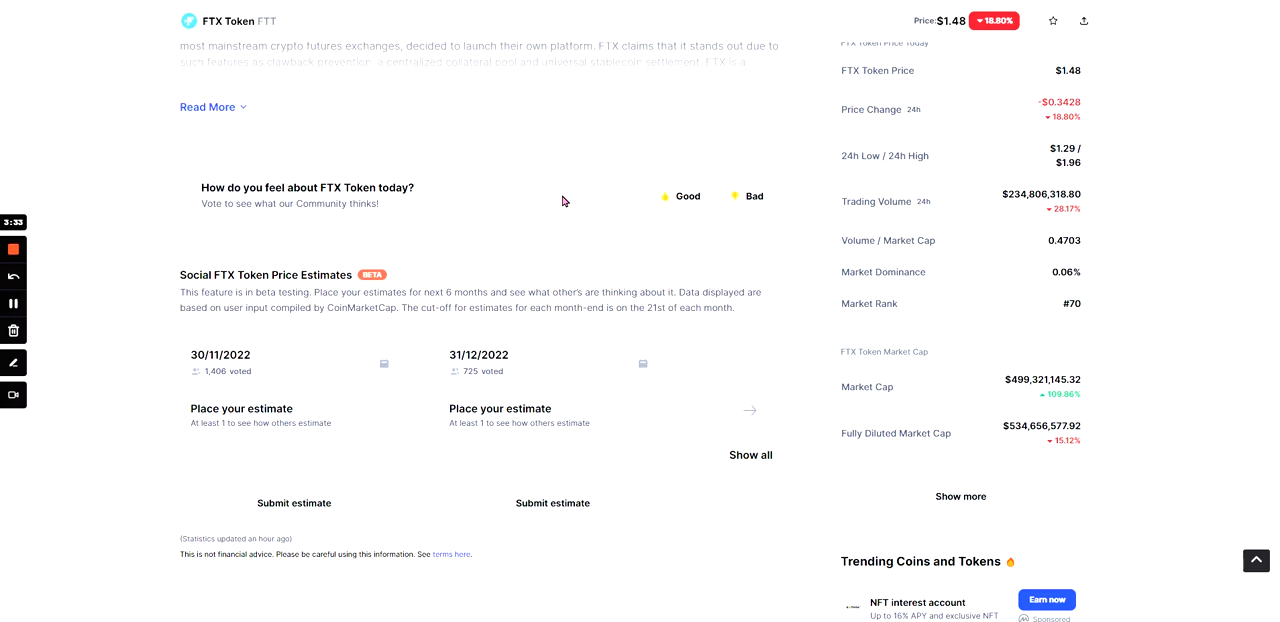 FTX Token FTT
Price:$1.48 18.80%
most mainstream crypto futures exchanges, decided to launch their own platform. FTX claims that it stands out due to
such features as clawback prevention, a centralized collateral pool and universal stablecoin settlement. FTX is a
Read More
How do you feel about FTX Token today?
Vote to see what our Community thinks!
Good
Bad
3:33
Social FTX Token Price Estimates BETA
This feature is in beta testing. Place your estimates for next 6 months and see what other's are thinking about it. Data displayed are
based on user input compiled by CoinMarketCap. The cut-off for estimates for each month-end is on the 21st of each month.
30/11/2022
1,406 voted
Place your estimate
At least 1 to see how others estimate
Submit estimate
31/12/2022
725 voted
Place your estimate
At least 1 to see how others estimate
Submit estimate
Show all
(Statistics updated an hour ago)
This is not financial advice. Please be careful using this information. See terms here.
FTX Token Price Today
FTX Token Price $1.48
Price Change 24h -$0.3428
18.80%
24h Low / 24h High $1.29 /
$1.96
Trading Volume 24h $234,806,318.80
28.17%
Volume / Market Cap 0.4703
Market Dominance 0.06%
Market Rank #70
FTX Token Market Cap
Market Cap $499,321,145.32
109.86%
Fully Diluted Market Cap $534,656,577.92
15.12%
Show more
Trending Coins and Tokens
NFT interest account
Up to 16% APY and exclusive NFT
Earn now
Sponsored